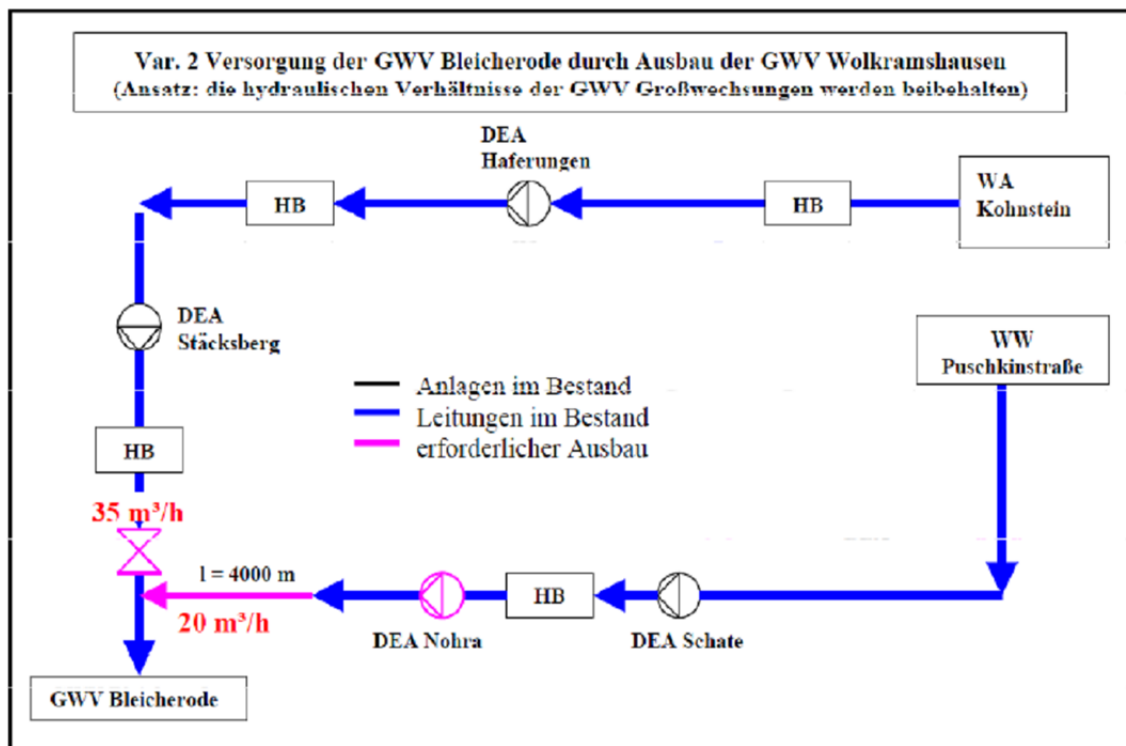 Var. 2 Versorgung der GWV Bleicherode durch Ausbau der GWV Wolkramshausen
(Ansatz: die hydraulischen Verhältnisse der GWV Großwechsungen werden beibehalten)
DEA
Haferungen
HB
HB
WA
Kohnstein
DEA
Stäcksberg
WW
Puschkinstraße
Anlagen im Bestand
Leitungen im Bestand
erforderlicher Ausbau
HB
35 m³/h
l = 4000 m
20 m³/h
HB
DEA Nohra
DEA Schate
GWV Bleicherode